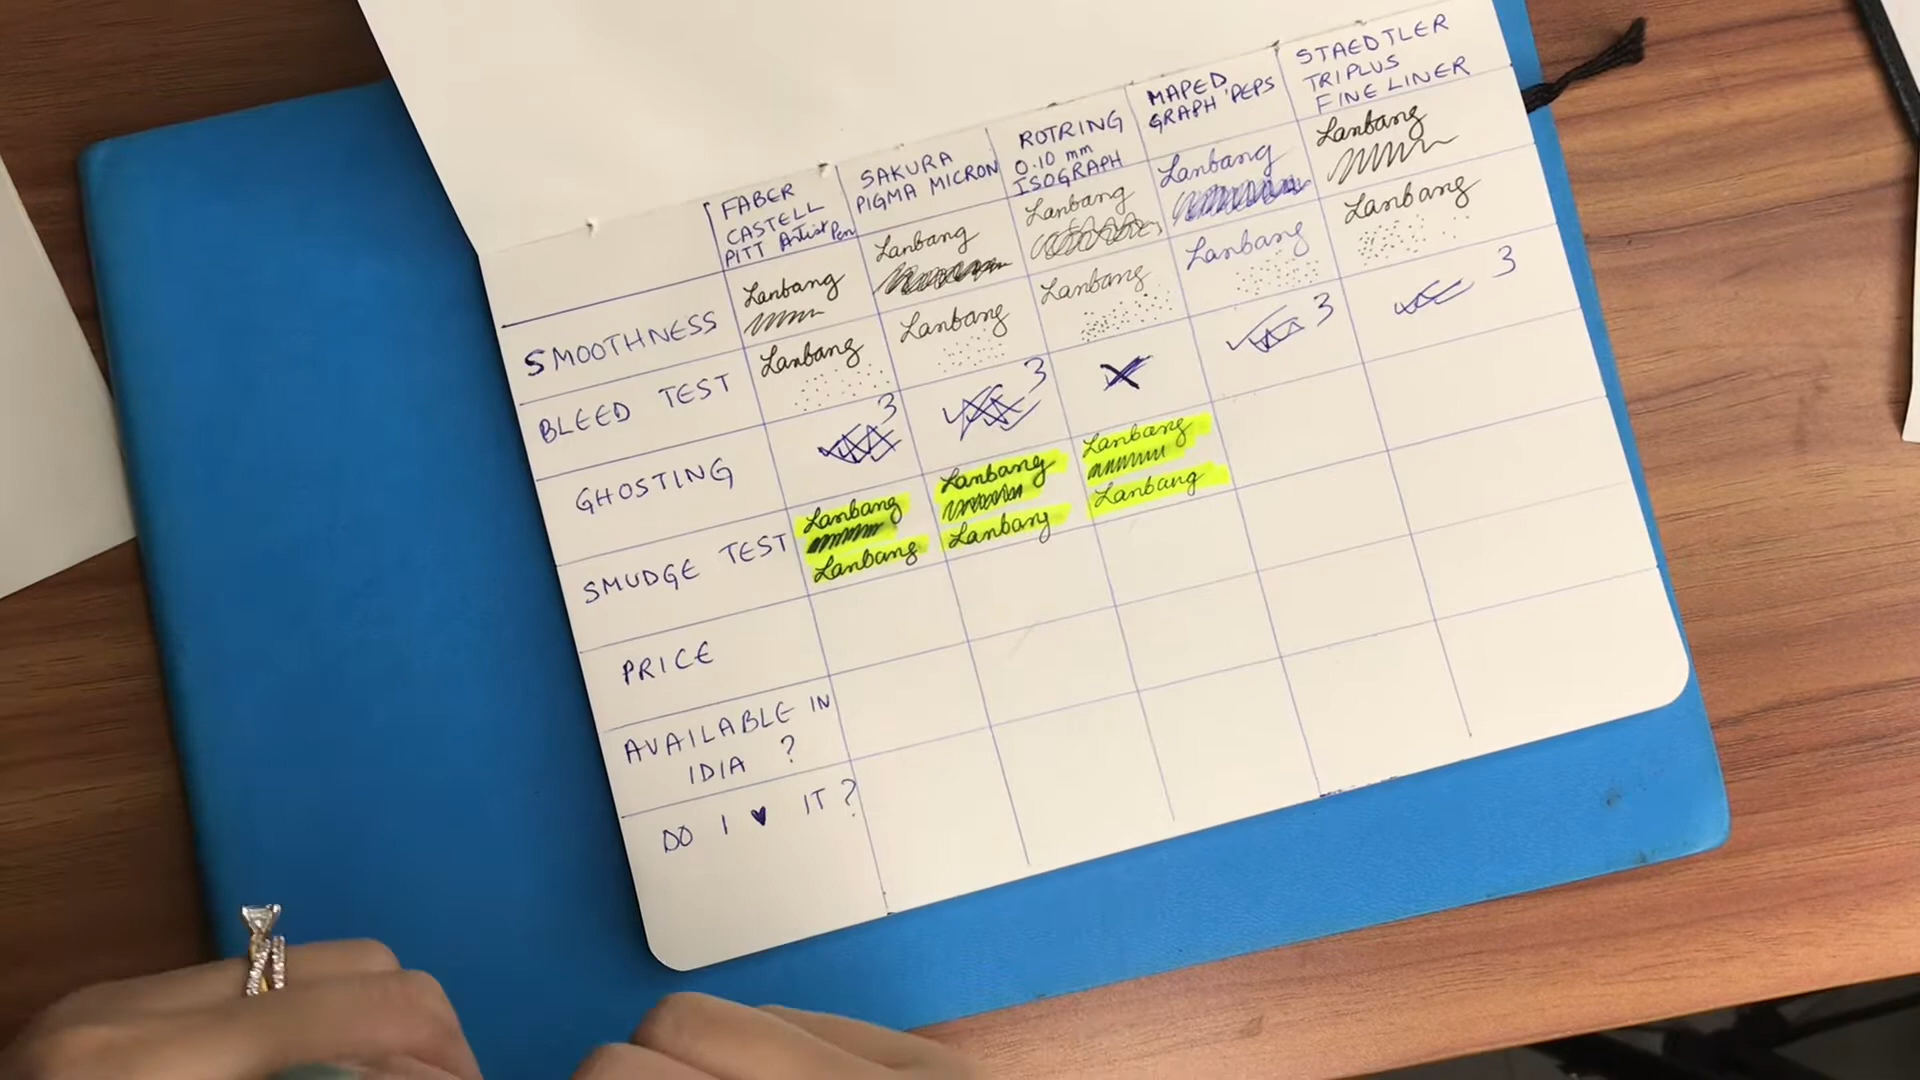 FABER
CASTELL
PITT Artist Pen
SAKURA
PIGMA MICRON
ROTRING
0.10 mm
ISOGRAPH
MAPED
GRAPH'PEPS
STAEDTLER
TRIPLUS
FINE LINER
SMOOTHNESS
Lanbang
Lanbang
Lanbang
Lanbang
Lanbang
BLEED TEST
Lanbang
Lanbang
Lanbang
Lanbang
Lanbang
GHOSTING
3
3
3
3
SMUDGE TEST
Lanbang
Lanbang
Lanbang
Lanbang
Lanbang
Lanbang
PRICE
AVAILABLE IN
IDIA ?
DO I ♥ IT ?